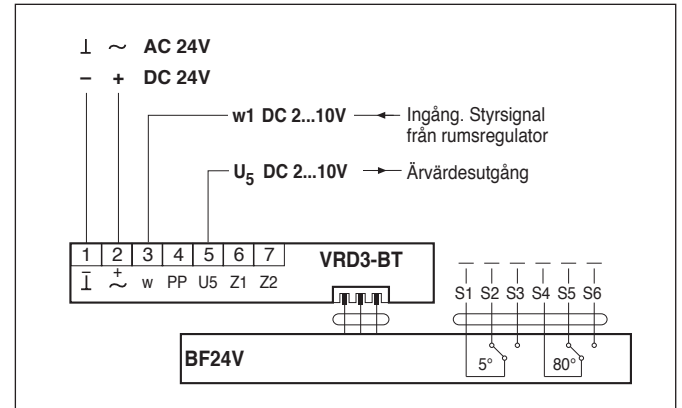 ⊥ ~ AC 24V
– + DC 24V
w1 DC 2...10V Ingång. Styrsignal
från rumsregulator
U5 DC 2...10V Ärvärdesutgång
1 2 3 4 5 6 7 VRD3-BT
⊥ – ~ + w PP U5 Z1 Z2
S1 S2 S3 S4 S5 S6
BF24V 5° 80°